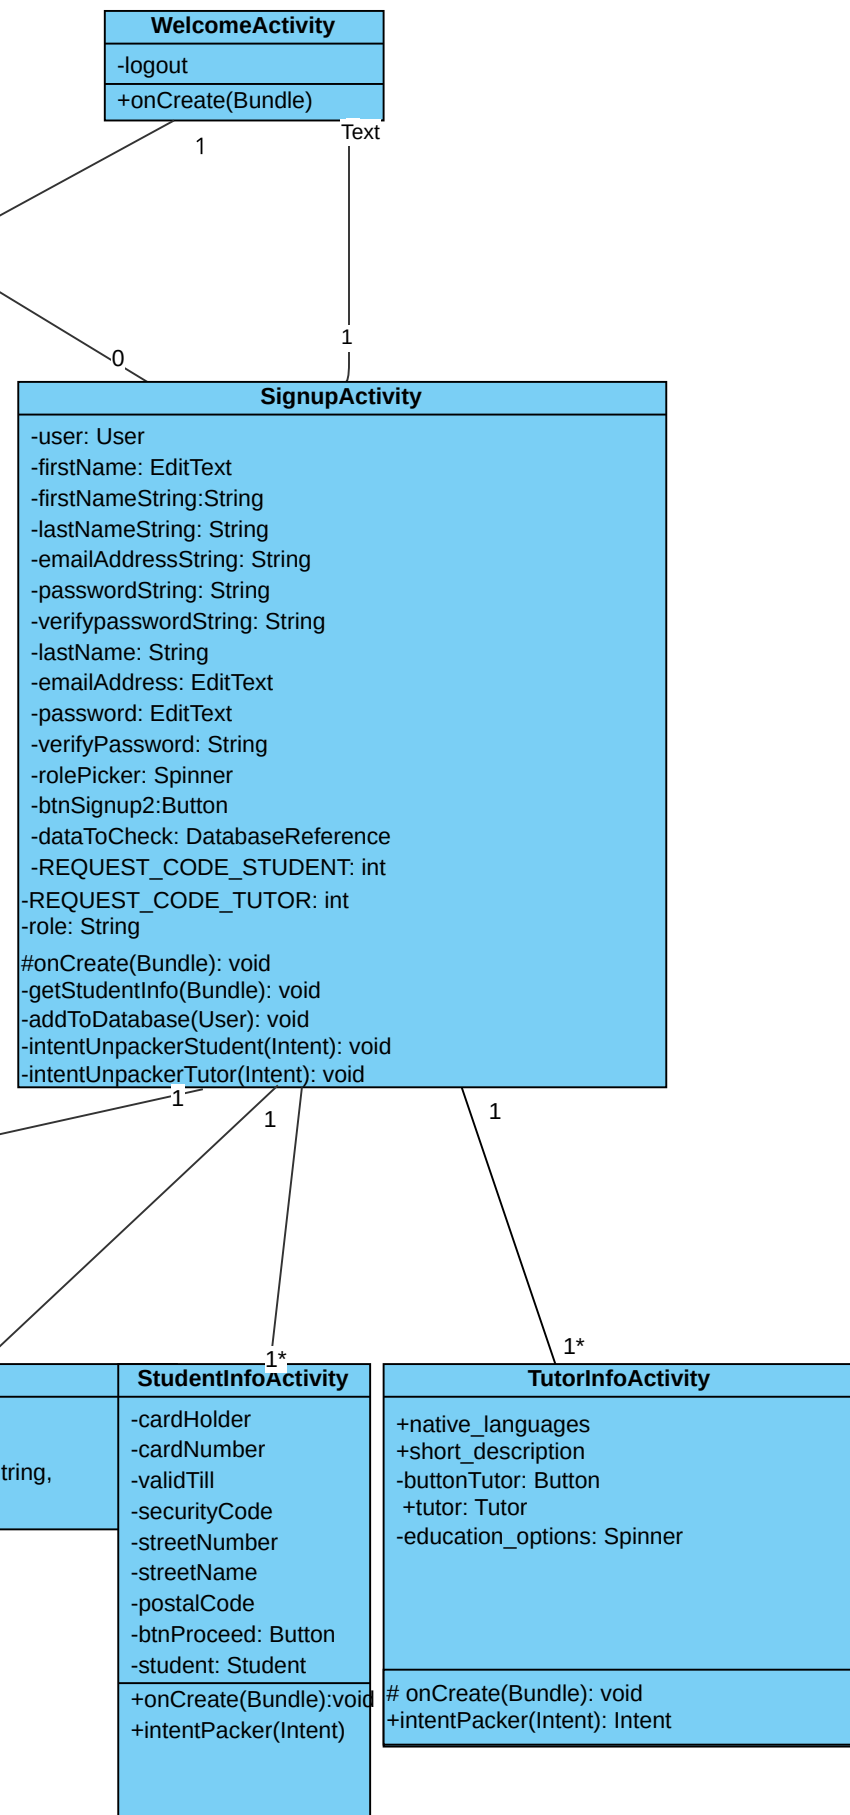 WelcomeActivity
-logout
+onCreate(Bundle)
1
Text
0
1
SignupActivity
-user: User
-firstName: EditText
-firstNameString:String
-lastNameString: String
-emailAddressString: String
-passwordString: String
-verifypasswordString: String
-lastName: String
-emailAddress: EditText
-password: EditText
-verifyPassword: String
-rolePicker: Spinner
-btnSignup2:Button
-dataToCheck: DatabaseReference
-REQUEST_CODE_STUDENT: int
-REQUEST_CODE_TUTOR: int
-role: String
#onCreate(Bundle): void
-getStudentInfo(Bundle): void
-addToDatabase(User): void
-intentUnpackerStudent(Intent): void
-intentUnpackerTutor(Intent): void
1
1
1
1*
1*
tring,
StudentInfoActivity
-cardHolder
-cardNumber
-validTill
-securityCode
-streetNumber
-streetName
-postalCode
-btnProceed: Button
-student: Student
+onCreate(Bundle):void
+intentPacker(Intent)
TutorInfoActivity
+native_languages
+short_description
-buttonTutor: Button
+tutor: Tutor
-education_options: Spinner
# onCreate(Bundle): void
+intentPacker(Intent): Intent